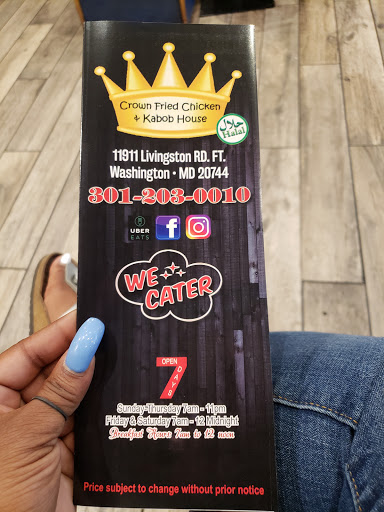 Crown Fried Chicken
& Kabob House
حلال
Halal
11911 Livingston RD. FT.
Washington • MD 20744
301-203-0010
UBER
EATS
WE
CATER
OPEN
7
DAYS
Sunday-Thursday 7am - 11pm
Friday & Saturday 7am - 12 Midnight
Breakfast Hours 7am to 12 noon
Price subject to change without prior notice